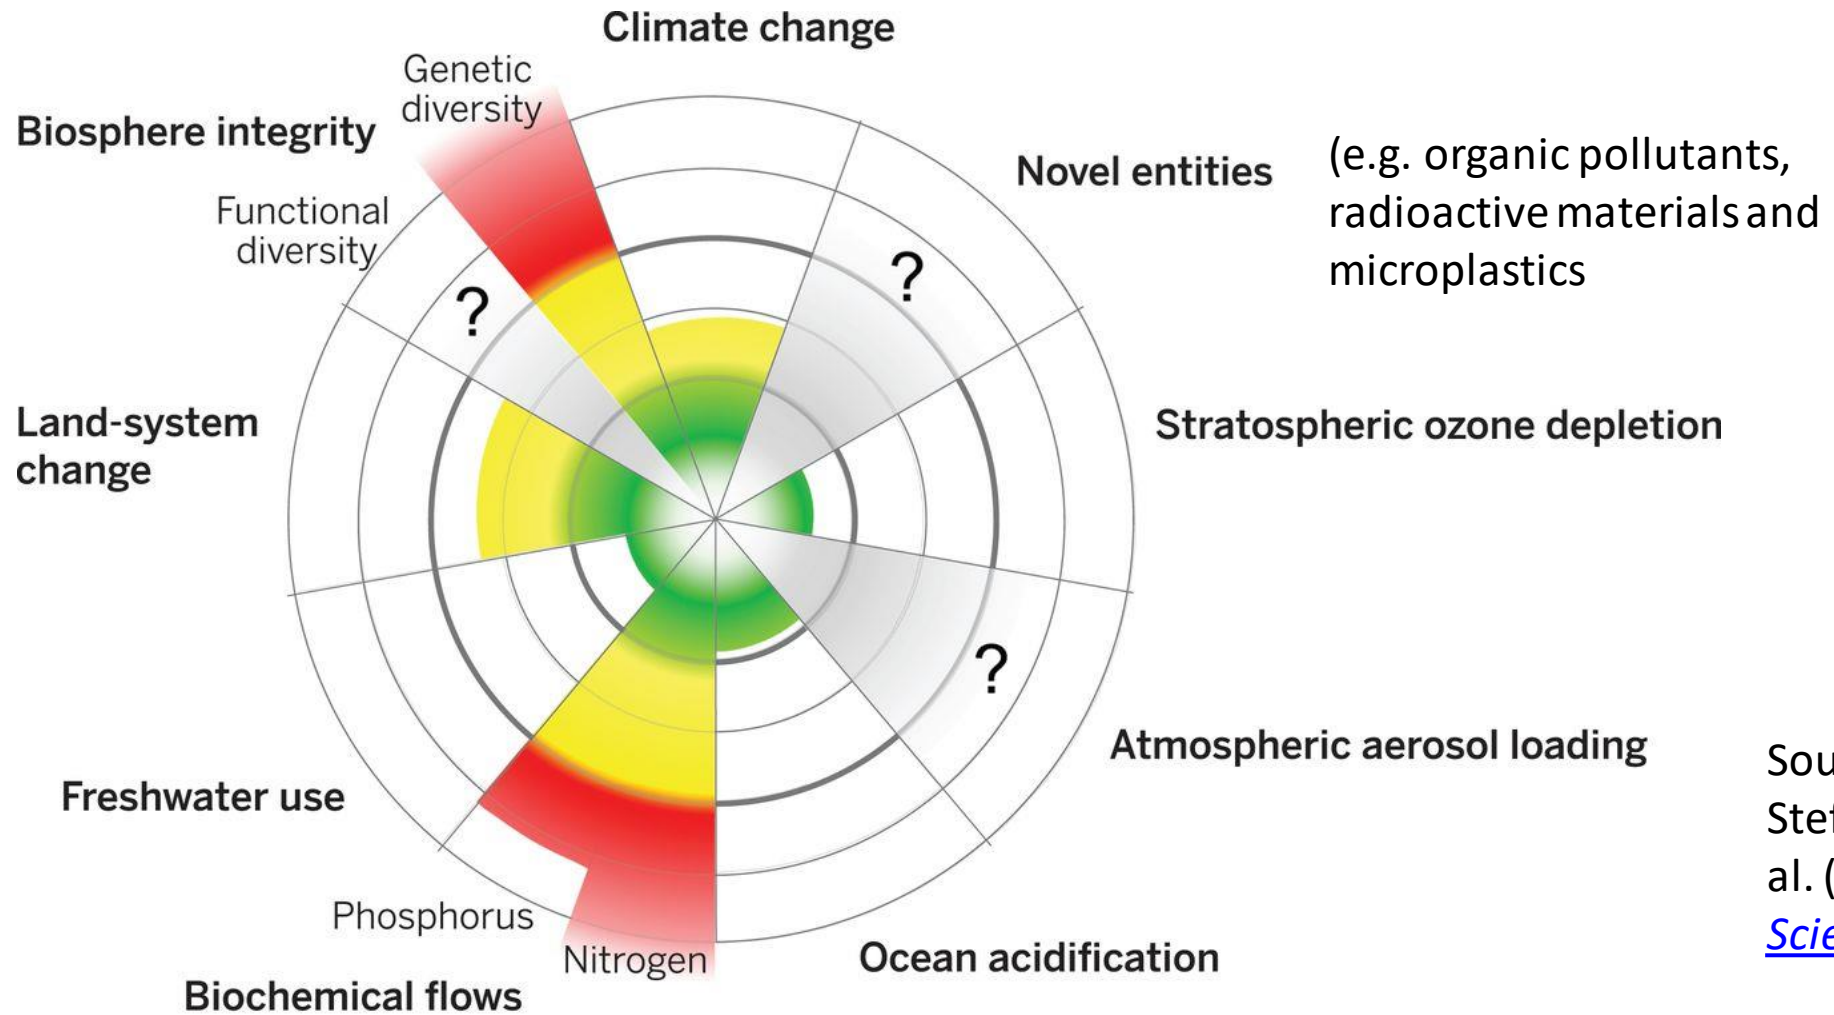 Climate change
Genetic
diversity
Biosphere integrity
Functional
diversity
?
?
Novel entities
(e.g. organic pollutants,
radioactive materials and
microplastics
Land-system
change
Stratospheric ozone depletion
?
Atmospheric aerosol loading
Freshwater use
Phosphorus
Nitrogen
Biochemical flows
Ocean acidification
al. (